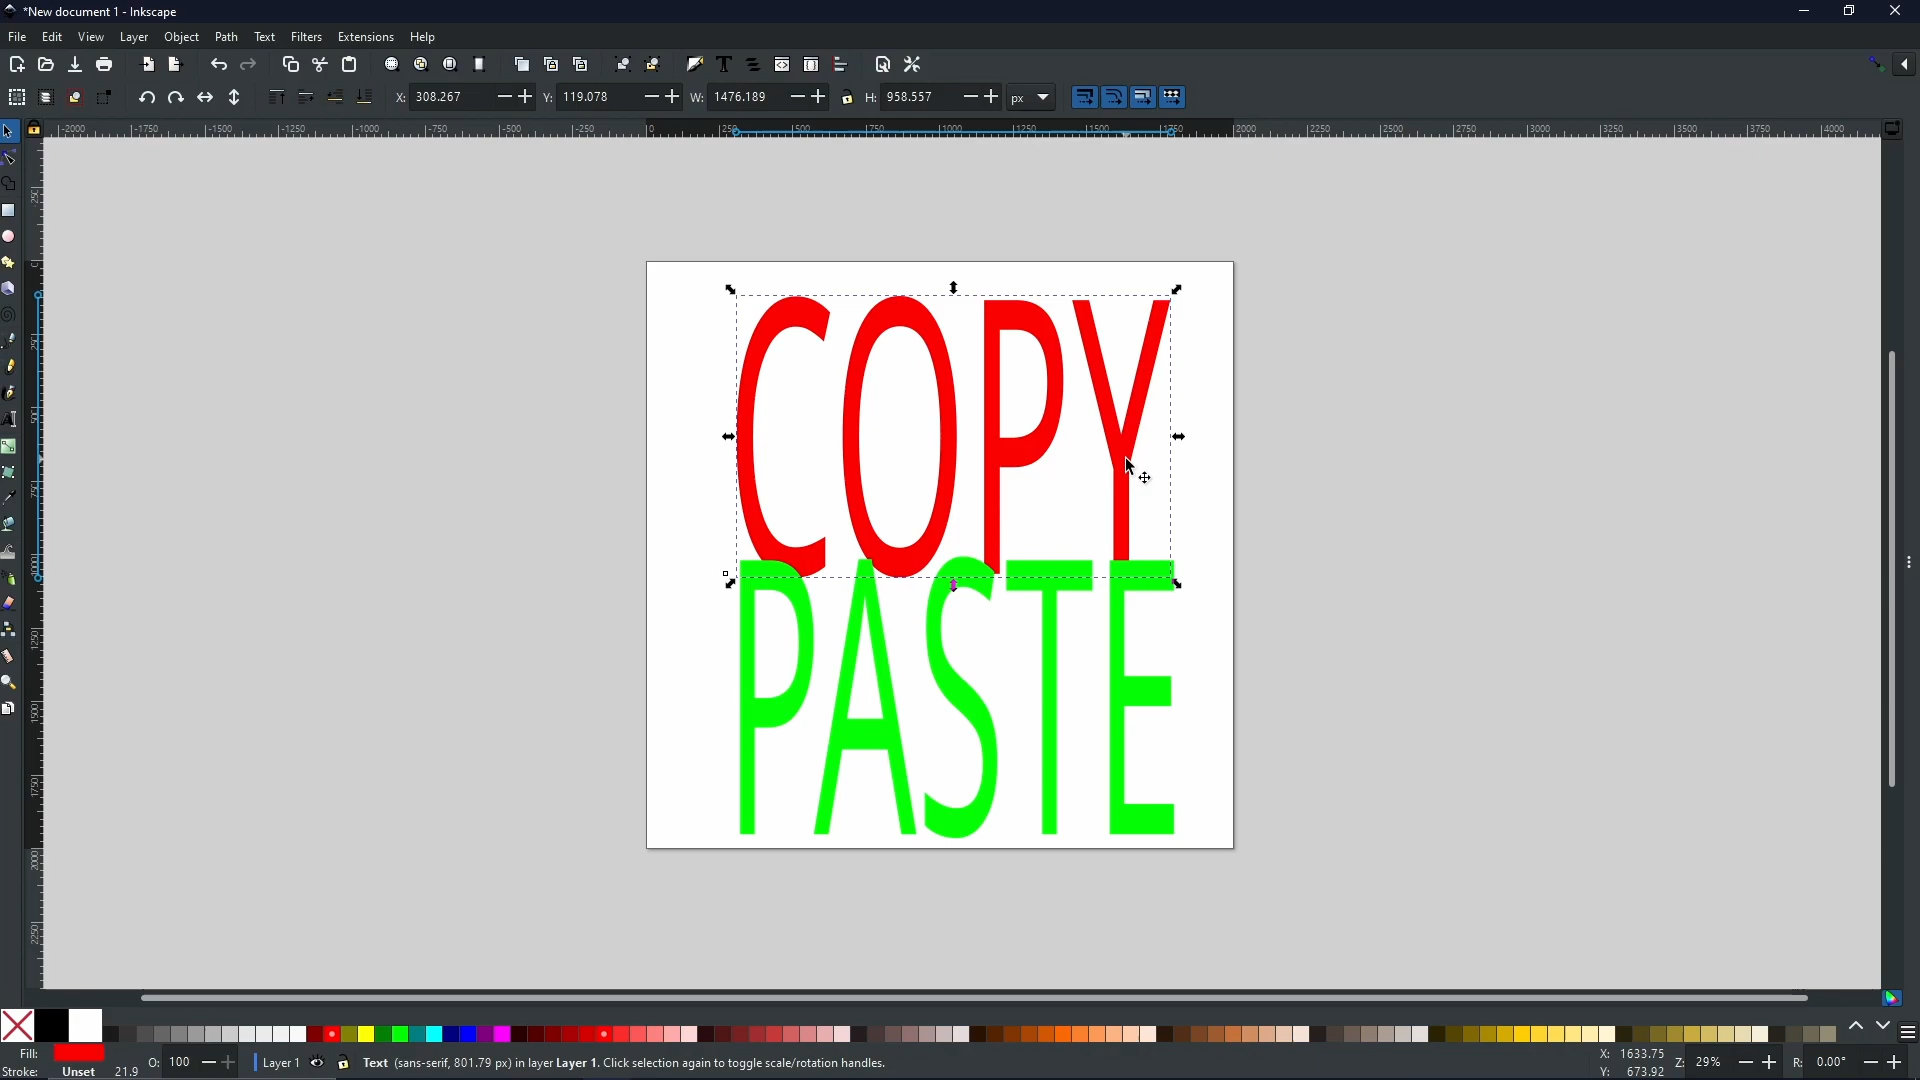 *New document 1 - Inkscape
File Edit View Layer Object Path Text Filters Extensions Help
X: 308.267 Y: 119.078 W: 1476.189 H: 958.557 px
COPY
PASTE
Fill:
Stroke: Unset 21.9 O: 100 Layer 1 Text (sans-serif, 801.79 px) in layer Layer 1. Click selection again to toggle scale/rotation handles.
X: 1633.75
Y: 673.92
Z: 29% R: 0.00°